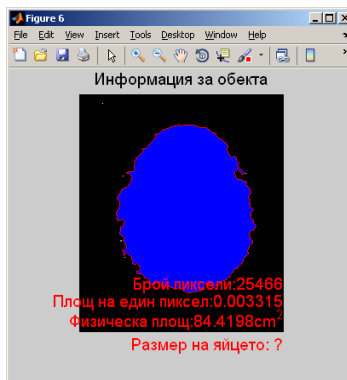 Figure 6
File Edit View Insert Tools Desktop Window Help
Информация за обекта
Брой пиксели:25466
Площ на един пиксел:0.003315
Физическа площ:84.4198cm²
Размер на яйцето: ?